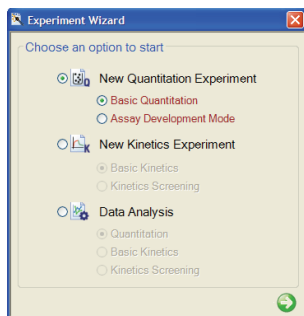 Experiment Wizard
Choose an option to start
New Quantitation Experiment
Basic Quantitation
Assay Development Mode
New Kinetics Experiment
Basic Kinetics
Kinetics Screening
Data Analysis
Quantitation
Basic Kinetics
Kinetics Screening